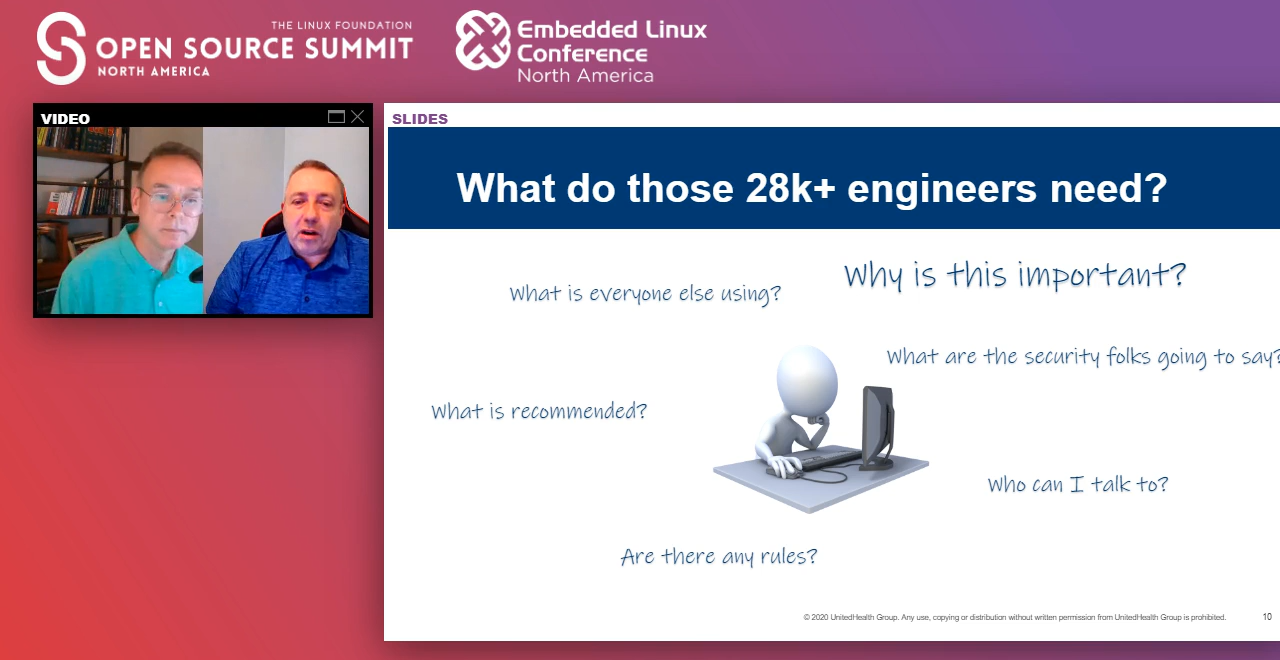 THE LINUX FOUNDATION
OPEN SOURCE SUMMIT
NORTH AMERICA
Embedded Linux
Conference
North America
VIDEO
SLIDES
What do those 28k+ engineers need?
What is everyone else using?
Why is this important?
What are the security folks going to say?
What is recommended?
Who can I talk to?
Are there any rules?
© 2020 UnitedHealth Group. Any use, copying or distribution without written permission from UnitedHealth Group is prohibited.
10